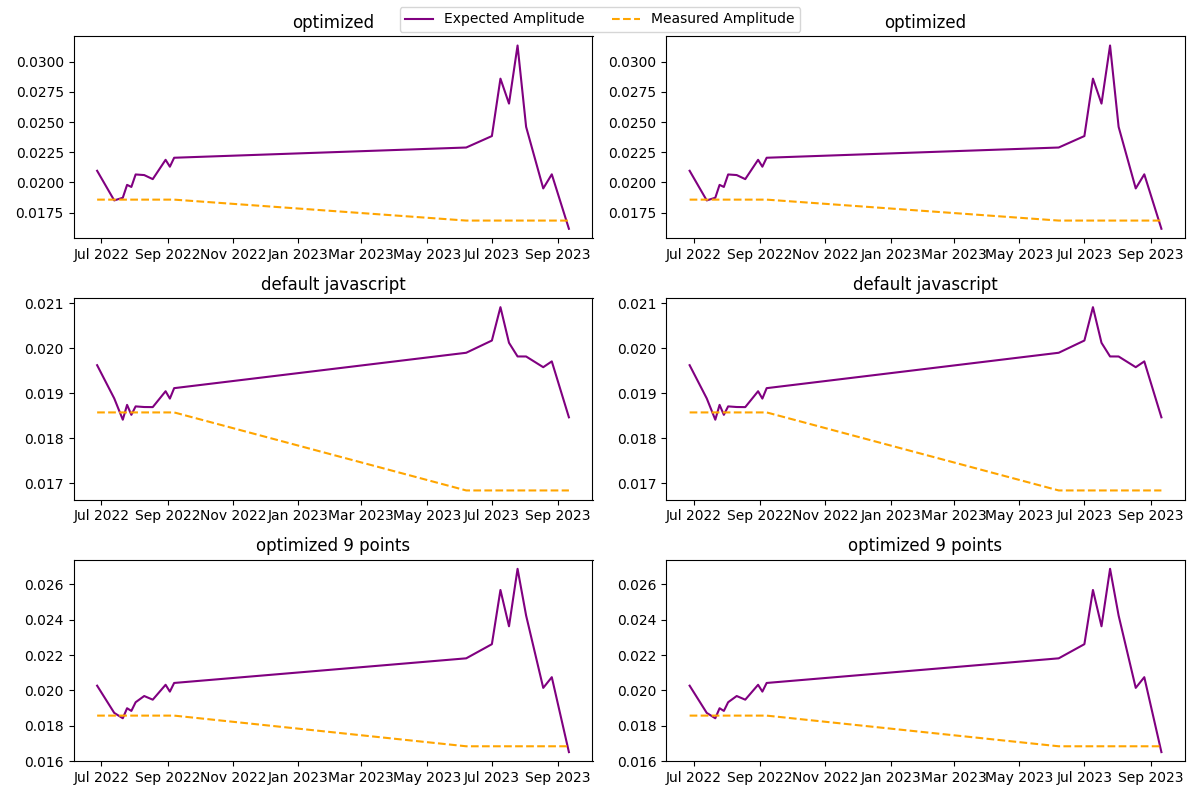 Expected Amplitude Measured Amplitude
optimized optimized
0.0300 0.0300
0.0275 0.0275
0.0250 0.0250
0.0225 0.0225
0.0200 0.0200
0.0175 0.0175
Jul 2022 Sep 2022 Nov 2022 Jan 2023 Mar 2023 May 2023 Jul 2023 Sep 2023 Jul 2022 Sep 2022 Nov 2022 Jan 2023 Mar 2023 May 2023 Jul 2023 Sep 2023
default javascript default javascript
0.021 0.021
0.020 0.020
0.019 0.019
0.018 0.018
0.017 0.017
Jul 2022 Sep 2022 Nov 2022 Jan 2023 Mar 2023 May 2023 Jul 2023 Sep 2023 Jul 2022 Sep 2022 Nov 2022 Jan 2023 Mar 2023 May 2023 Jul 2023 Sep 2023
optimized 9 points optimized 9 points
0.026 0.026
0.024 0.024
0.022 0.022
0.020 0.020
0.018 0.018
0.016 0.016
Jul 2022 Sep 2022 Nov 2022 Jan 2023 Mar 2023 May 2023 Jul 2023 Sep 2023 Jul 2022 Sep 2022 Nov 2022 Jan 2023 Mar 2023 May 2023 Jul 2023 Sep 2023